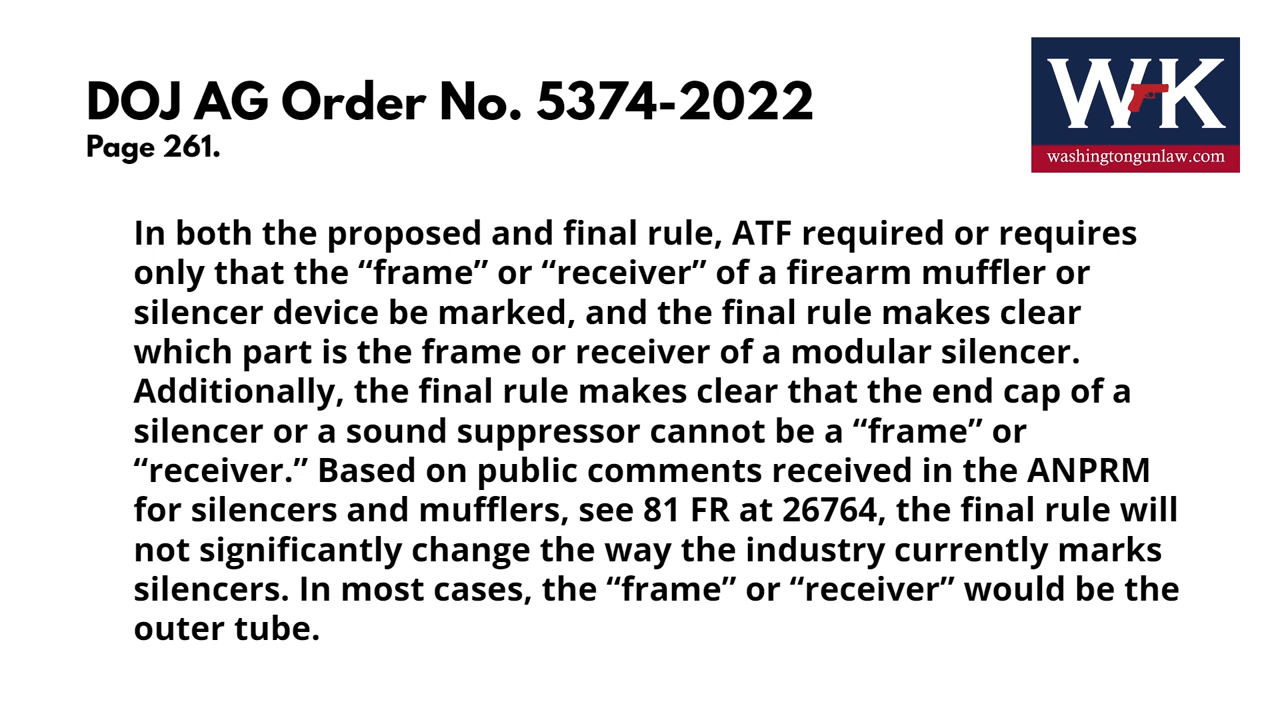 DOJ AG Order No. 5374-2022
Page 261.
WK
washingtongunlaw.com
In both the proposed and final rule, ATF required or requires
only that the “frame” or “receiver” of a firearm muffler or
silencer device be marked, and the final rule makes clear
which part is the frame or receiver of a modular silencer.
Additionally, the final rule makes clear that the end cap of a
silencer or a sound suppressor cannot be a “frame” or
“receiver.” Based on public comments received in the ANPRM
for silencers and mufflers, see 81 FR at 26764, the final rule will
not significantly change the way the industry currently marks
silencers. In most cases, the “frame” or “receiver” would be the
outer tube.